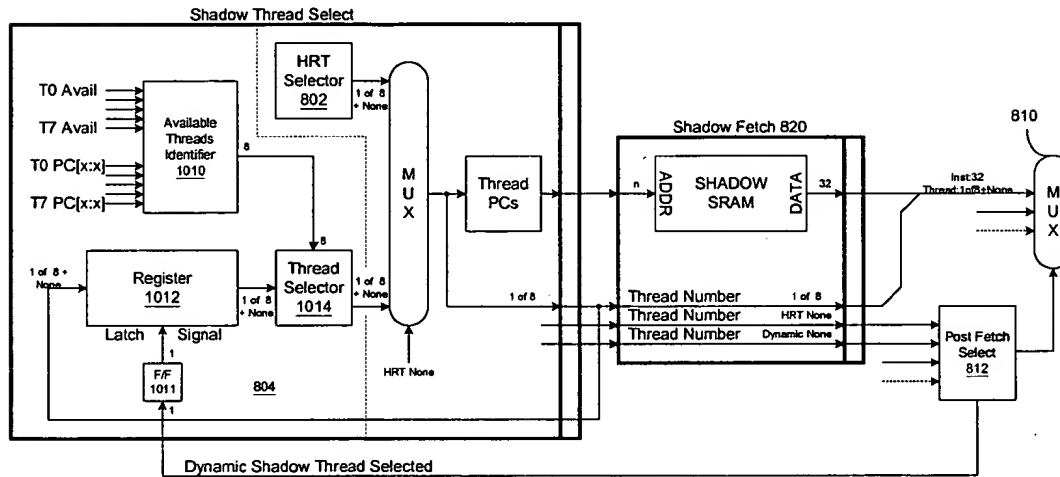 Shadow Thread Select
HRT
Selector
802
1 of 8
+ None
T0 Avail
T7 Avail
T0 PC[x:x]
T7 PC[x:x]
Available
Threads
Identifier
1010
8
M
U
X
Thread
PCs
Shadow Fetch 820
n
ADDR
SHADOW
SRAM
DATA
32
Inst:32
Thread:1of8+None
810
M
U
X
1 of 8 +
None
Register
1012
Latch Signal
1 of 8
+ None
8
Thread
Selector
1014
1 of 8
+ None
1 of 8
Thread Number 1 of 8
Thread Number HRT None
Thread Number Dynamic None
Post Fetch
Select
812
1
F/F
1011
1
804
HRT None
Dynamic Shadow Thread Selected